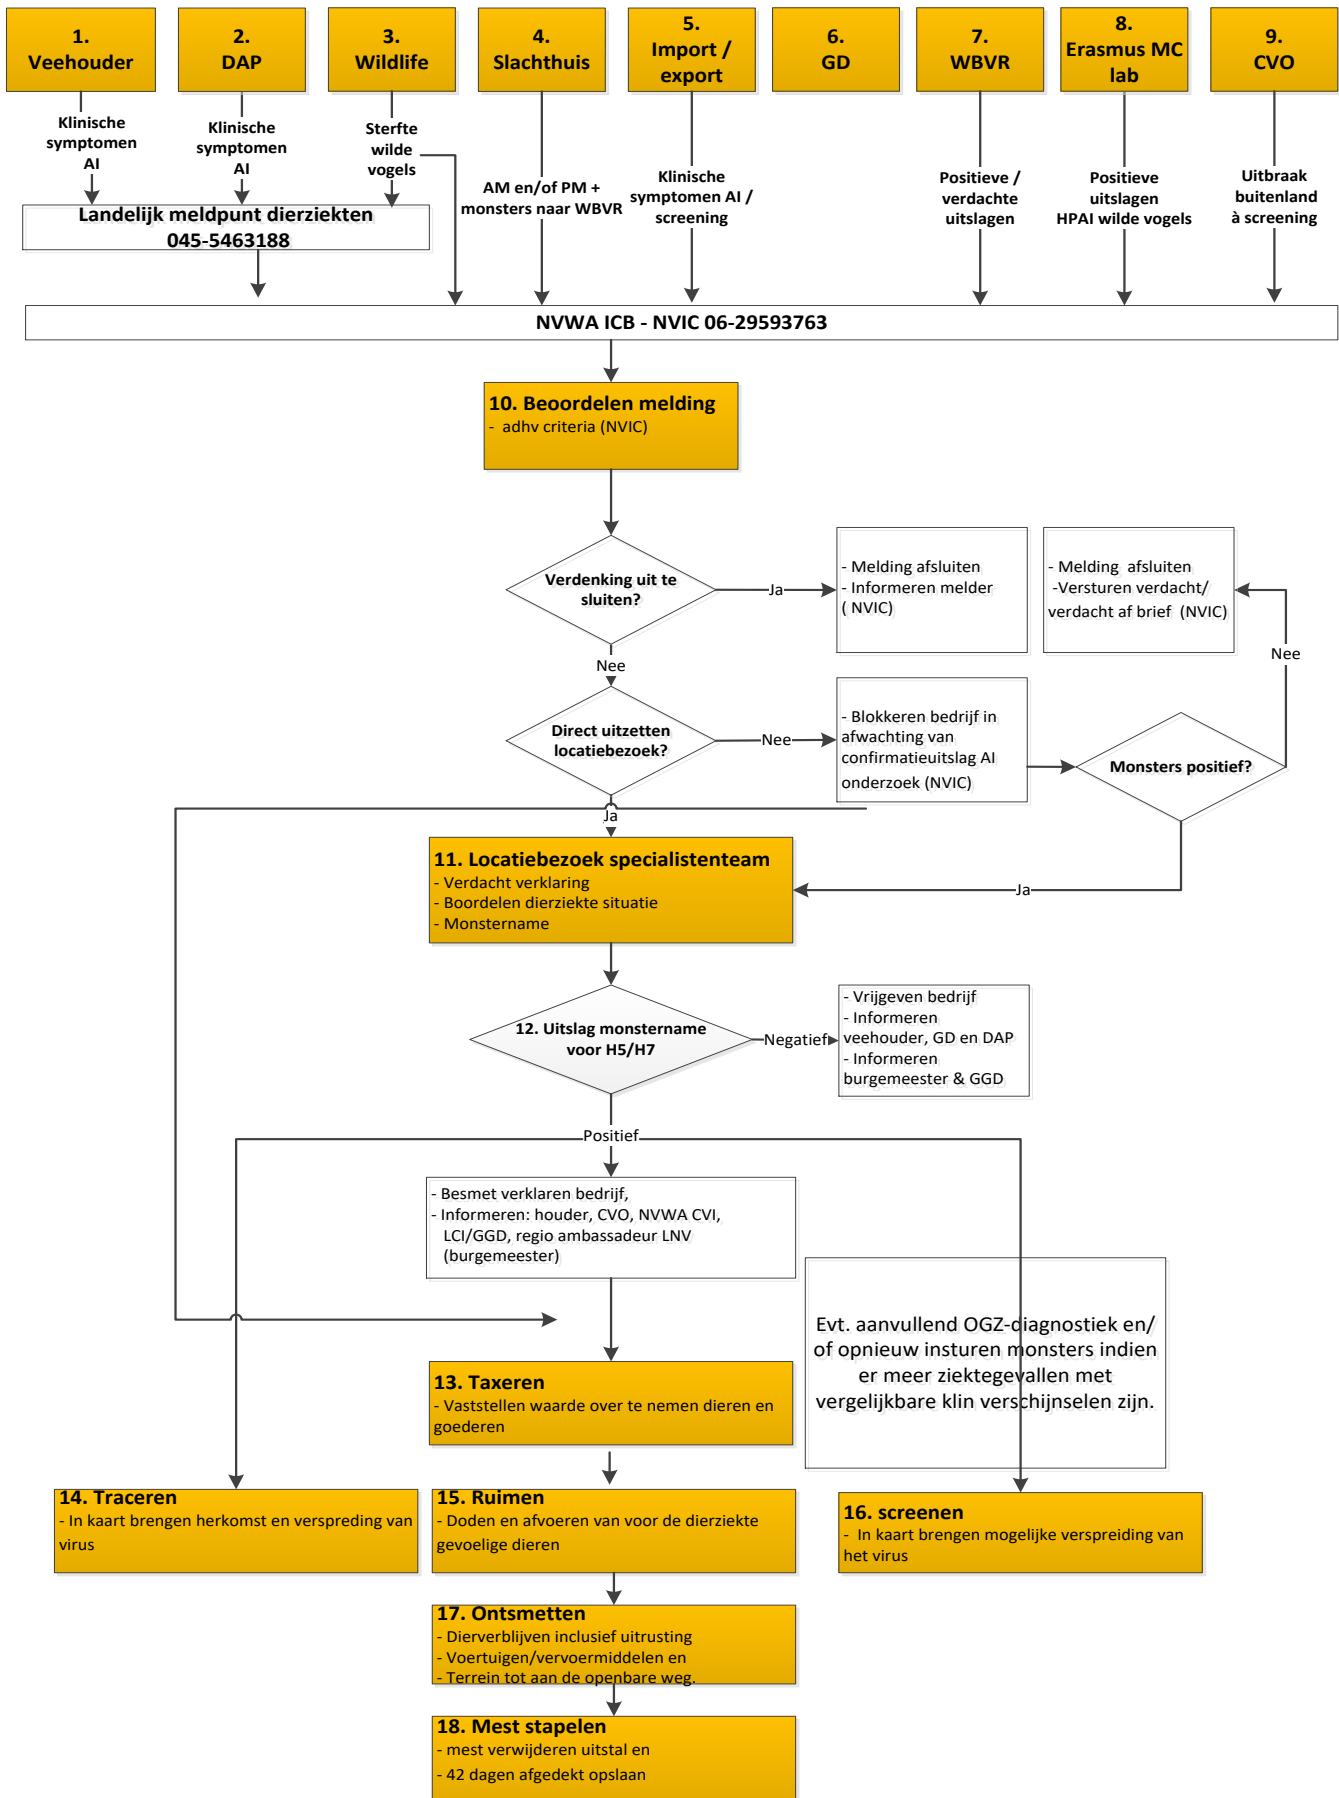 1.
Veehouder
2.
DAP
3.
Wildlife
4.
Slachthuis
5.
Import /
export
6.
GD
7.
WBVR
8.
Erasmus MC
lab
9.
CVO
Klinische
symptomen
AI
Klinische
symptomen
AI
Sterfte
wilde
vogels
AM en/of PM +
monsters naar WBVR
Klinische
symptomen AI /
screening
Positieve /
verdachte
uitslagen
Positieve
uitslagen
HPAI wilde vogels
Uitbraak
buitenland
à screening
Landelijk meldpunt dierziekten
045-5463188
NVWA ICB - NVIC 06-29593763
10. Beoordelen melding
- adhv criteria (NVIC)
Verdenking uit te
sluiten?
Ja
- Melding afsluiten
- Informeren melder
( NVIC)
- Melding afsluiten
-Versturen verdacht/
verdacht af brief (NVIC)
Nee
Nee
Direct uitzetten
locatiebezoek?
Nee
- Blokkeren bedrijf in
afwachting van
confirmatieuitslag AI
onderzoek (NVIC)
Monsters positief?
Ja
11. Locatiebezoek specialistenteam
- Verdacht verklaring
- Boordelen dierziekte situatie
- Monstername
Ja
12. Uitslag monstername
voor H5/H7
Negatief
- Vrijgeven bedrijf
- Informeren
veehouder, GD en DAP
- Informeren
burgemeester & GGD
Positief
- Besmet verklaren bedrijf,
- Informeren: houder, CVO, NVWA CVI,
LCI/GGD, regio ambassadeur LNV
(burgemeester)
Evt. aanvullend OGZ-diagnostiek en/
of opnieuw insturen monsters indien
er meer ziektegevallen met
vergelijkbare klin verschijnselen zijn.
13. Taxeren
- Vaststellen waarde over te nemen dieren en
goederen
14. Traceren
- In kaart brengen herkomst en verspreding van
virus
15. Ruimen
- Doden en afvoeren van voor de dierziekte
gevoelige dieren
16. screenen
- In kaart brengen mogelijke verspreiding van
het virus
17. Ontsmetten
- Dierverblijven inclusief uitrusting
- Voertuigen/vervoermiddelen en
- Terrein tot aan de openbare weg.
18. Mest stapelen
- mest verwijderen uitstal en
- 42 dagen afgedekt opslaan